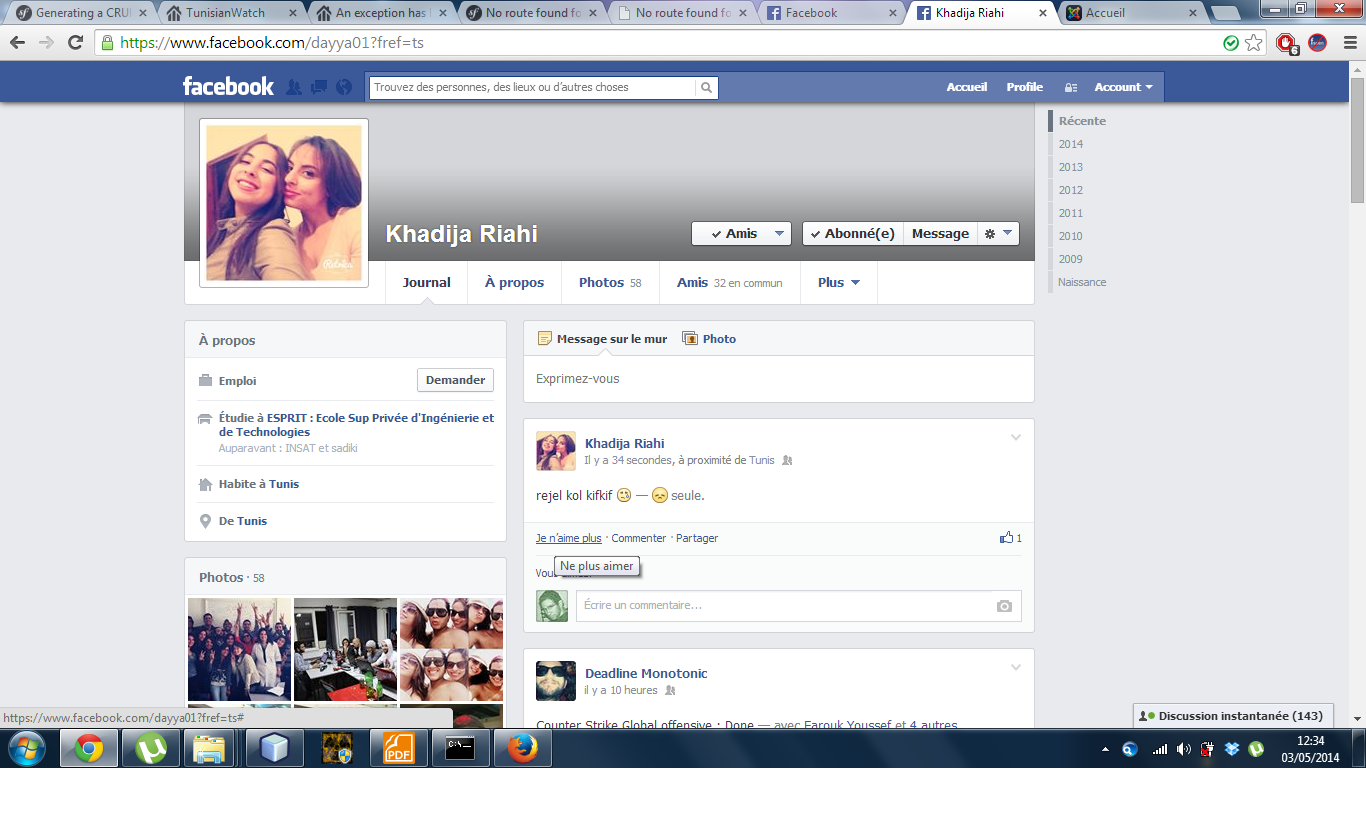 Generating a CRU
TunisianWatch
An exception has
No route found fo
No route found fo
Facebook
Khadija Riahi
Accueil
https://www.facebook.com/dayya01?fref=ts
6
facebook
Trouvez des personnes, des lieux ou d'autres choses
Accueil
Profile
Account
Récente
2014
2013
2012
2011
2010
2009
Naissance
Khadija Riahi
Amis
Abonné(e)
Message
Journal
À propos
Photos 58
Amis 32 en commun
Plus
À propos
Emploi
Demander
Étudie à ESPRIT : Ecole Sup Privée d'Ingénierie et
de Technologies
Auparavant : INSAT et sadiki
Habite à Tunis
De Tunis
Photos · 58
Message sur le mur
Photo
Exprimez-vous
Khadija Riahi
Il y a 34 secondes, à proximité de Tunis
rejel kol kifkif — seule.
Je n'aime plus · Commenter · Partager
1
Ne plus aimer
Écrire un commentaire...
Deadline Monotonic
il y a 10 heures
Counter Strike Global offensive : Done — avec Farouk Youssef et 4 autres
https://www.facebook.com/dayya01?fref=ts#
Discussion instantanée (143)
PDF
C:\_
12:34
03/05/2014